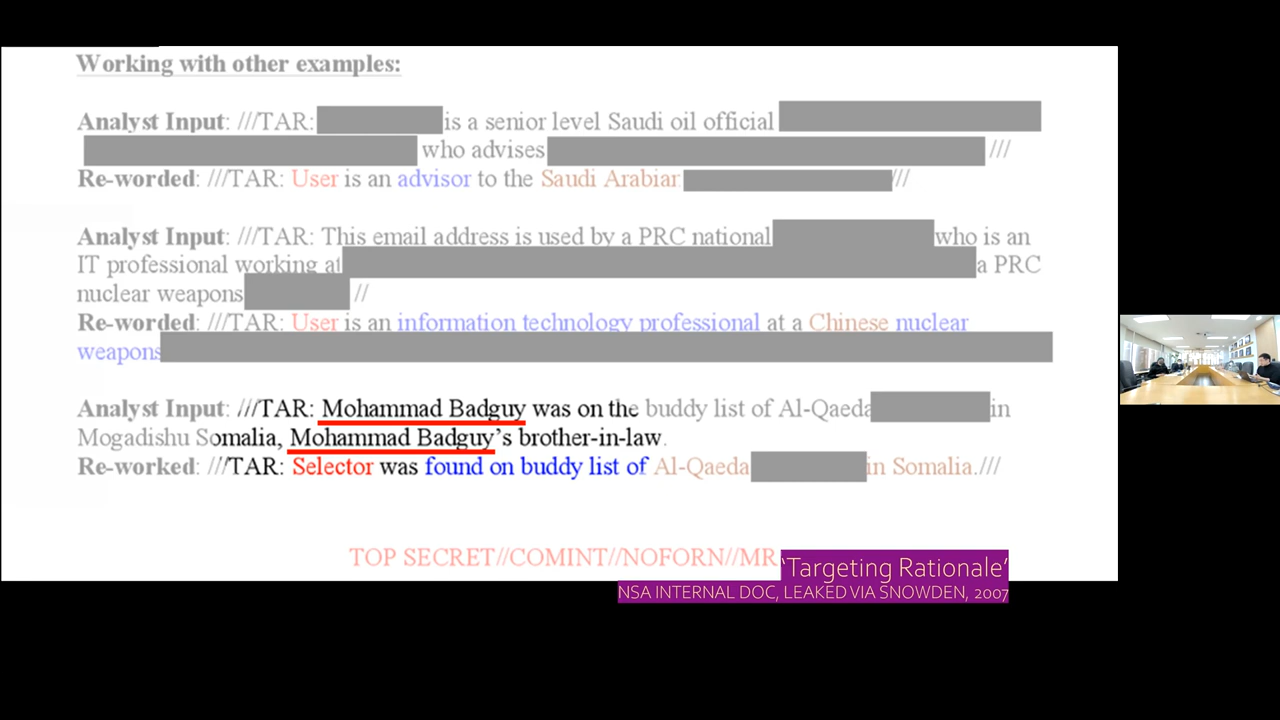 Working with other examples:
Analyst Input: ///TAR: is a senior level Saudi oil official
who advises ///
Re-worded: ///TAR: User is an advisor to the Saudi Arabian ///
Analyst Input: ///TAR: This email address is used by a PRC national who is an
IT professional working at a PRC
nuclear weapons //
Re-worded: ///TAR: User is an information technology professional at a Chinese nuclear
weapons
Analyst Input: ///TAR: Mohammad Badguy was on the buddy list of Al-Qaeda in
Mogadishu Somalia, Mohammad Badguy’s brother-in-law.
Re-worked: ///TAR: Selector was found on buddy list of Al-Qaeda in Somalia.///
TOP SECRET//COMINT//NOFORN//MR
‘Targeting Rationale’
NSA INTERNAL DOC, LEAKED VIA SNOWDEN, 2007